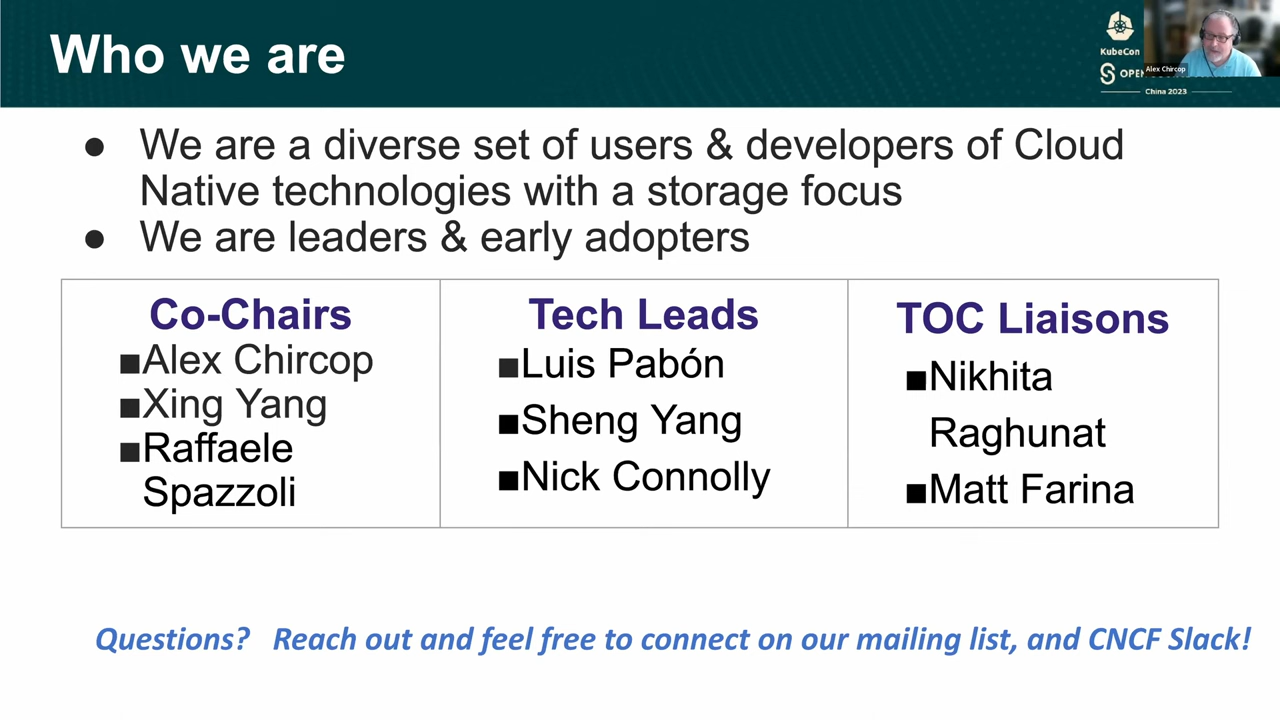 Who we are
KubeCon
OPEN
China 2023
Alex Chircop
● We are a diverse set of users & developers of Cloud
Native technologies with a storage focus
● We are leaders & early adopters
Co-Chairs
■Alex Chircop
■Xing Yang
■Raffaele
Spazzoli
Tech Leads
■Luis Pabón
■Sheng Yang
■Nick Connolly
TOC Liaisons
■Nikhita
Raghunat
■Matt Farina
Questions? Reach out and feel free to connect on our mailing list, and CNCF Slack!